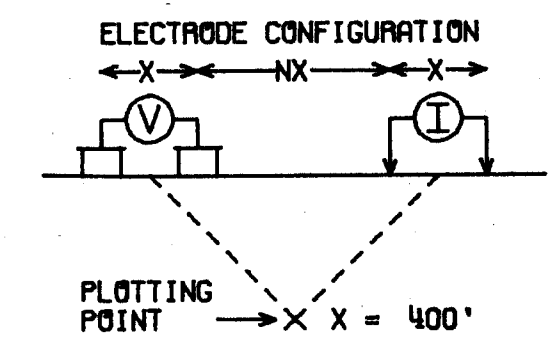 ELECTRODE CONFIGURATION
X NX X
V I
PLOTTING
POINT X X = 400'